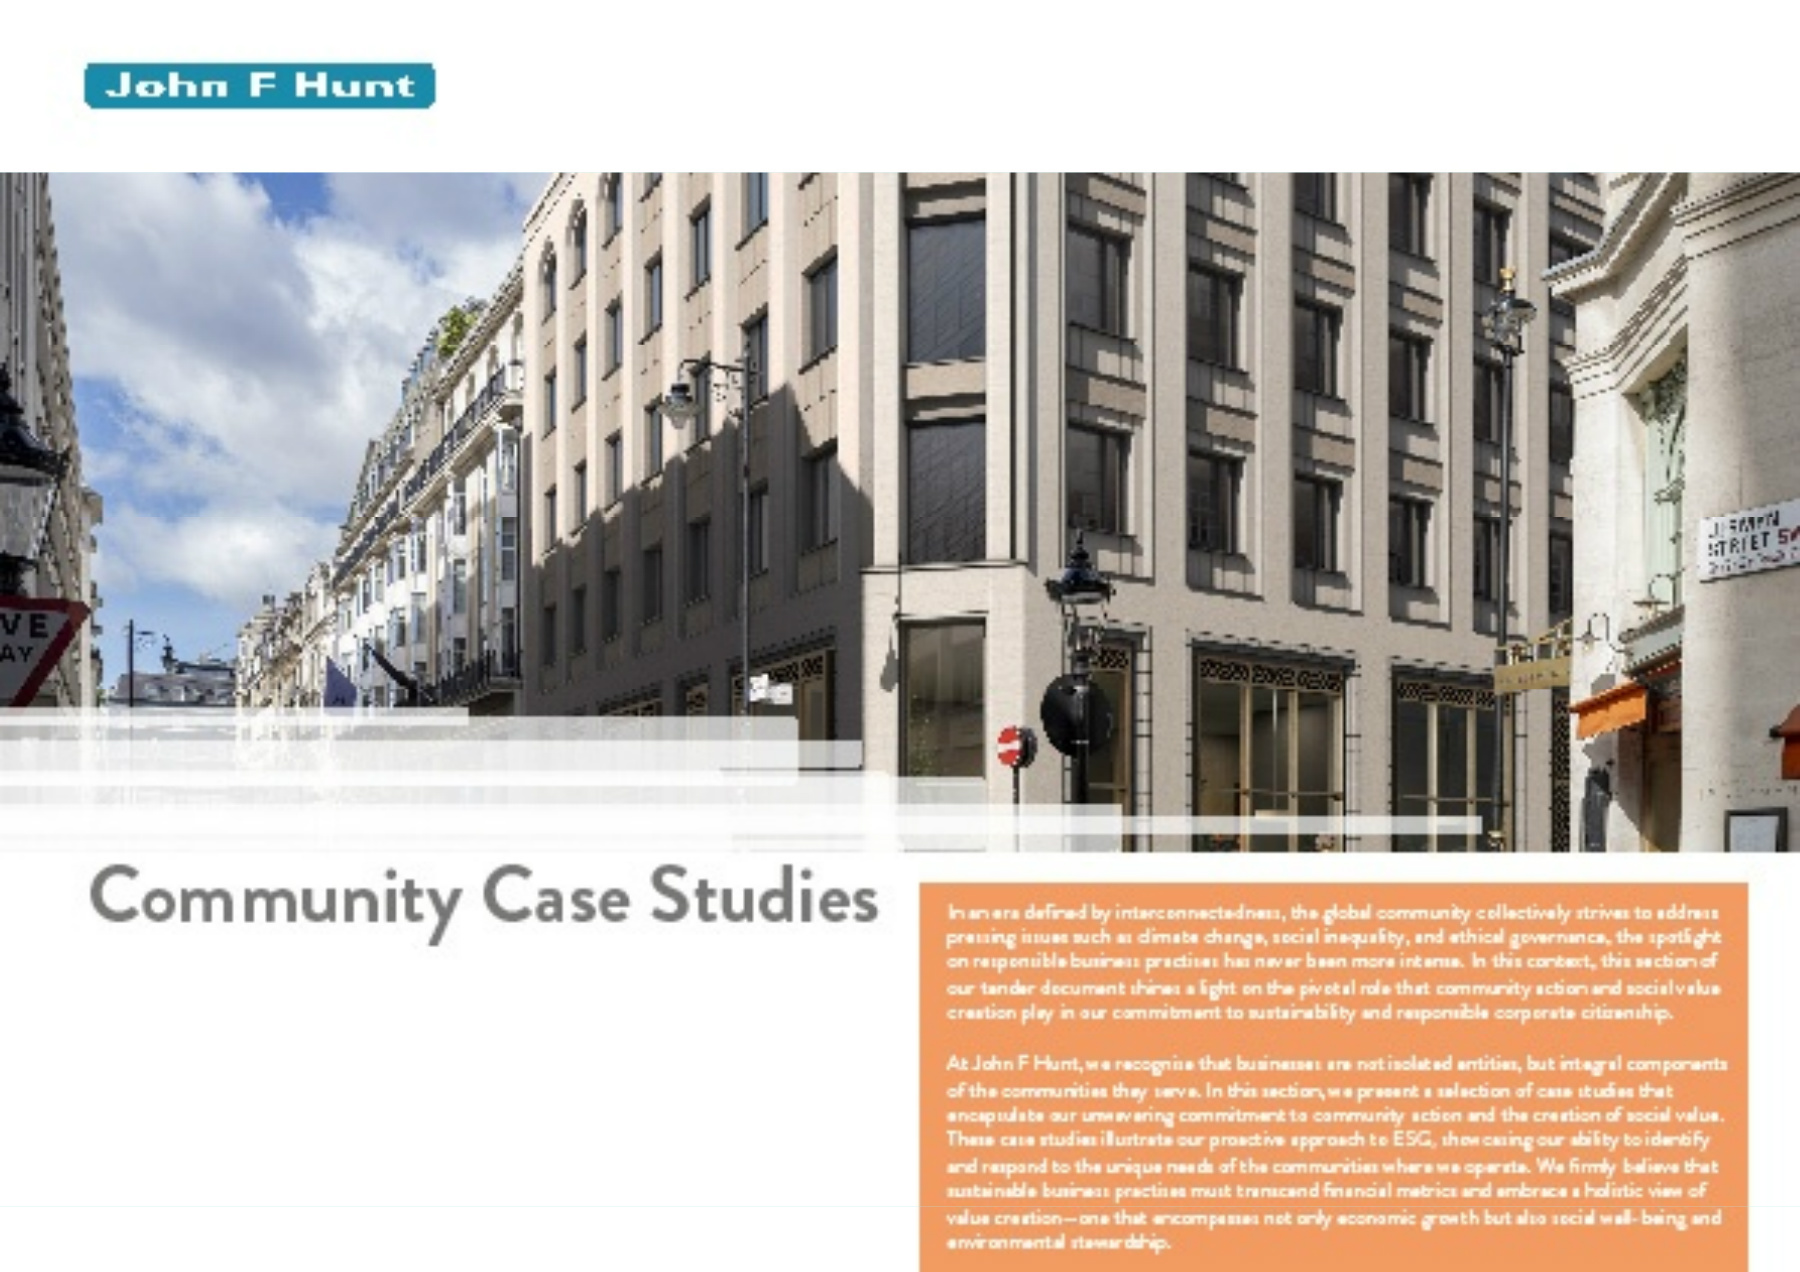 John F Hunt
VE
AY
JERMYN
STREET
Community Case Studies
In an era defined by interconnectedness, the global community collectively strives to address
pressing issues such as climate change, social inequality, and ethical governance, the spotlight
on responsible business practises has never been more intense. In this context, this section of
our tender document shines a light on the pivotal role that community action and social value
creation play in our commitment to sustainability and responsible corporate citizenship.
At John F Hunt, we recognise that businesses are not isolated entities, but integral components
of the communities they serve. In this section, we present a selection of case studies that
encapsulate our unwavering commitment to community action and the creation of social value.
These case studies illustrate our proactive approach to ESG, showcasing our ability to identify
and respond to the unique needs of the communities where we operate. We firmly believe that
sustainable business practises must transcend financial metrics and embrace a holistic view of
value creation—one that encompasses not only economic growth but also social well-being and
environmental stewardship.